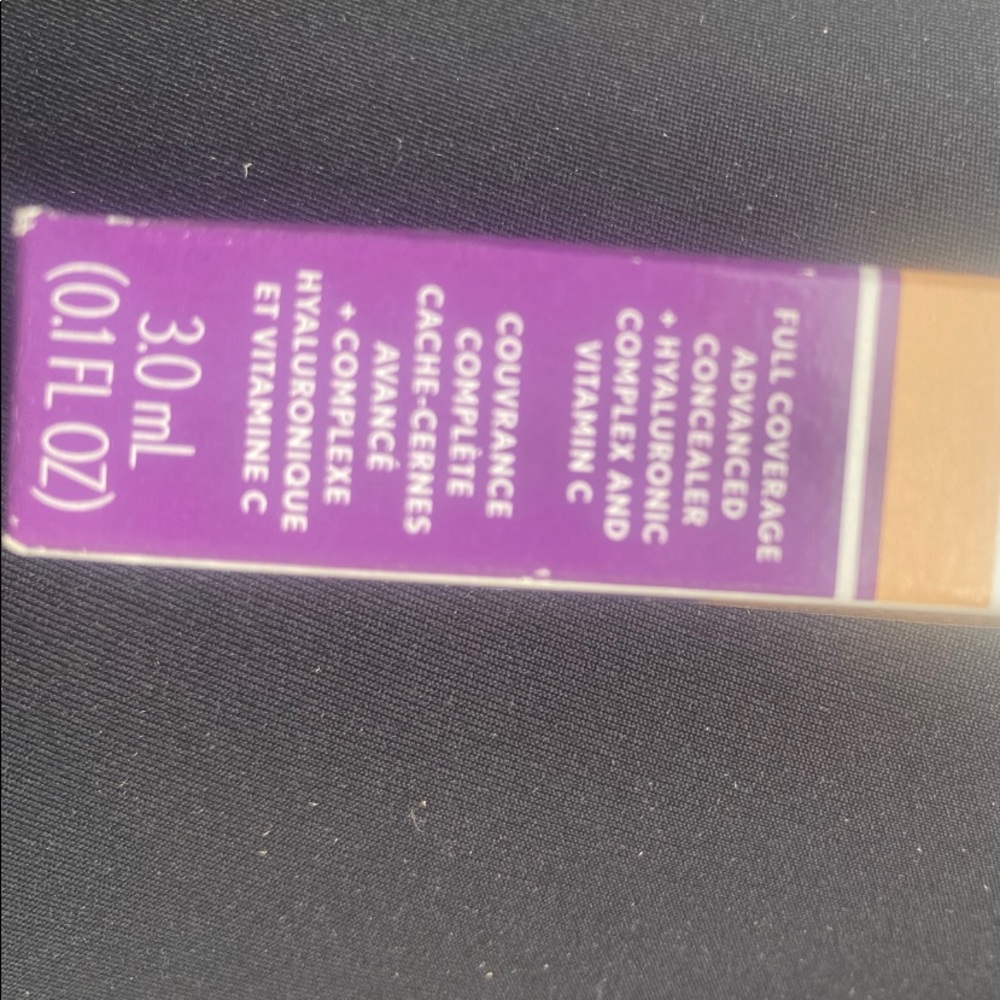 FULL COVERAGE
ADVANCED
CONCEALER
+ HYALURONIC
COMPLEX AND
VITAMIN C
COUVRANCE
COMPLÈTE
CACHE-CERNES
AVANCÉ
+ COMPLEXE
HYALURONIQUE
ET VITAMINE C
3.0 mL
(0.1 FL OZ)